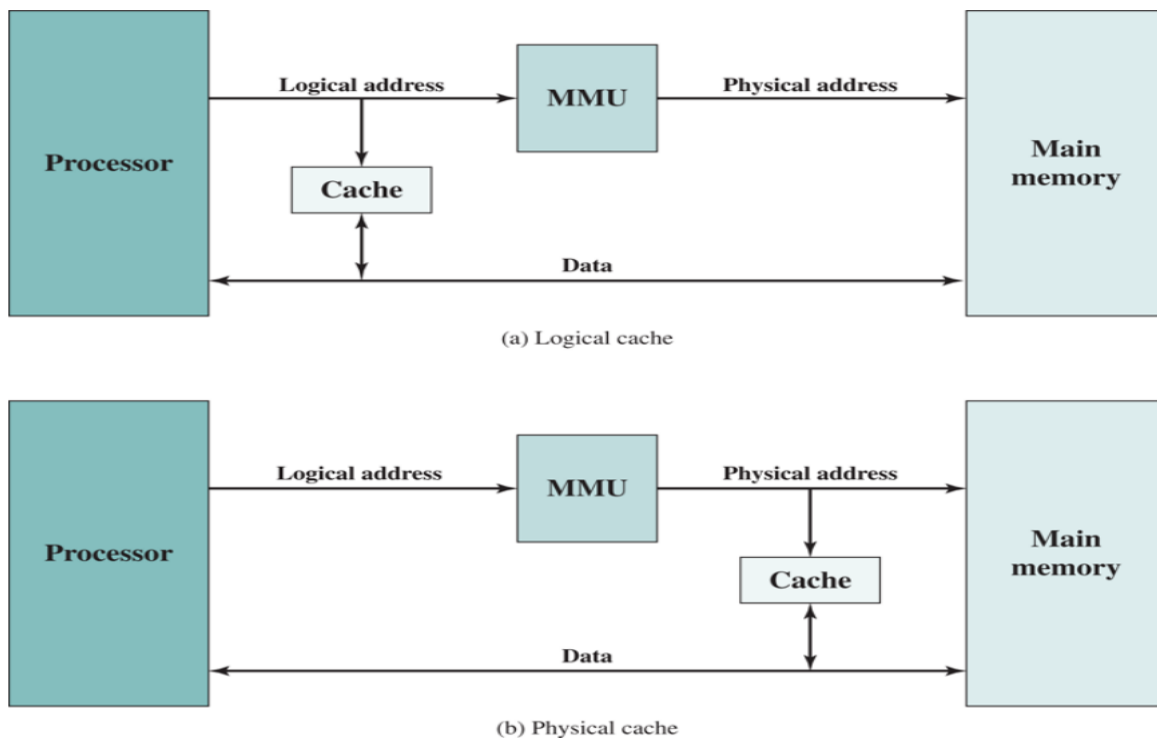 Logical address
MMU
Physical address
Processor
Cache
Main
memory
Data
(a) Logical cache
Logical address
MMU
Physical address
Processor
Cache
Main
memory
Data
(b) Physical cache